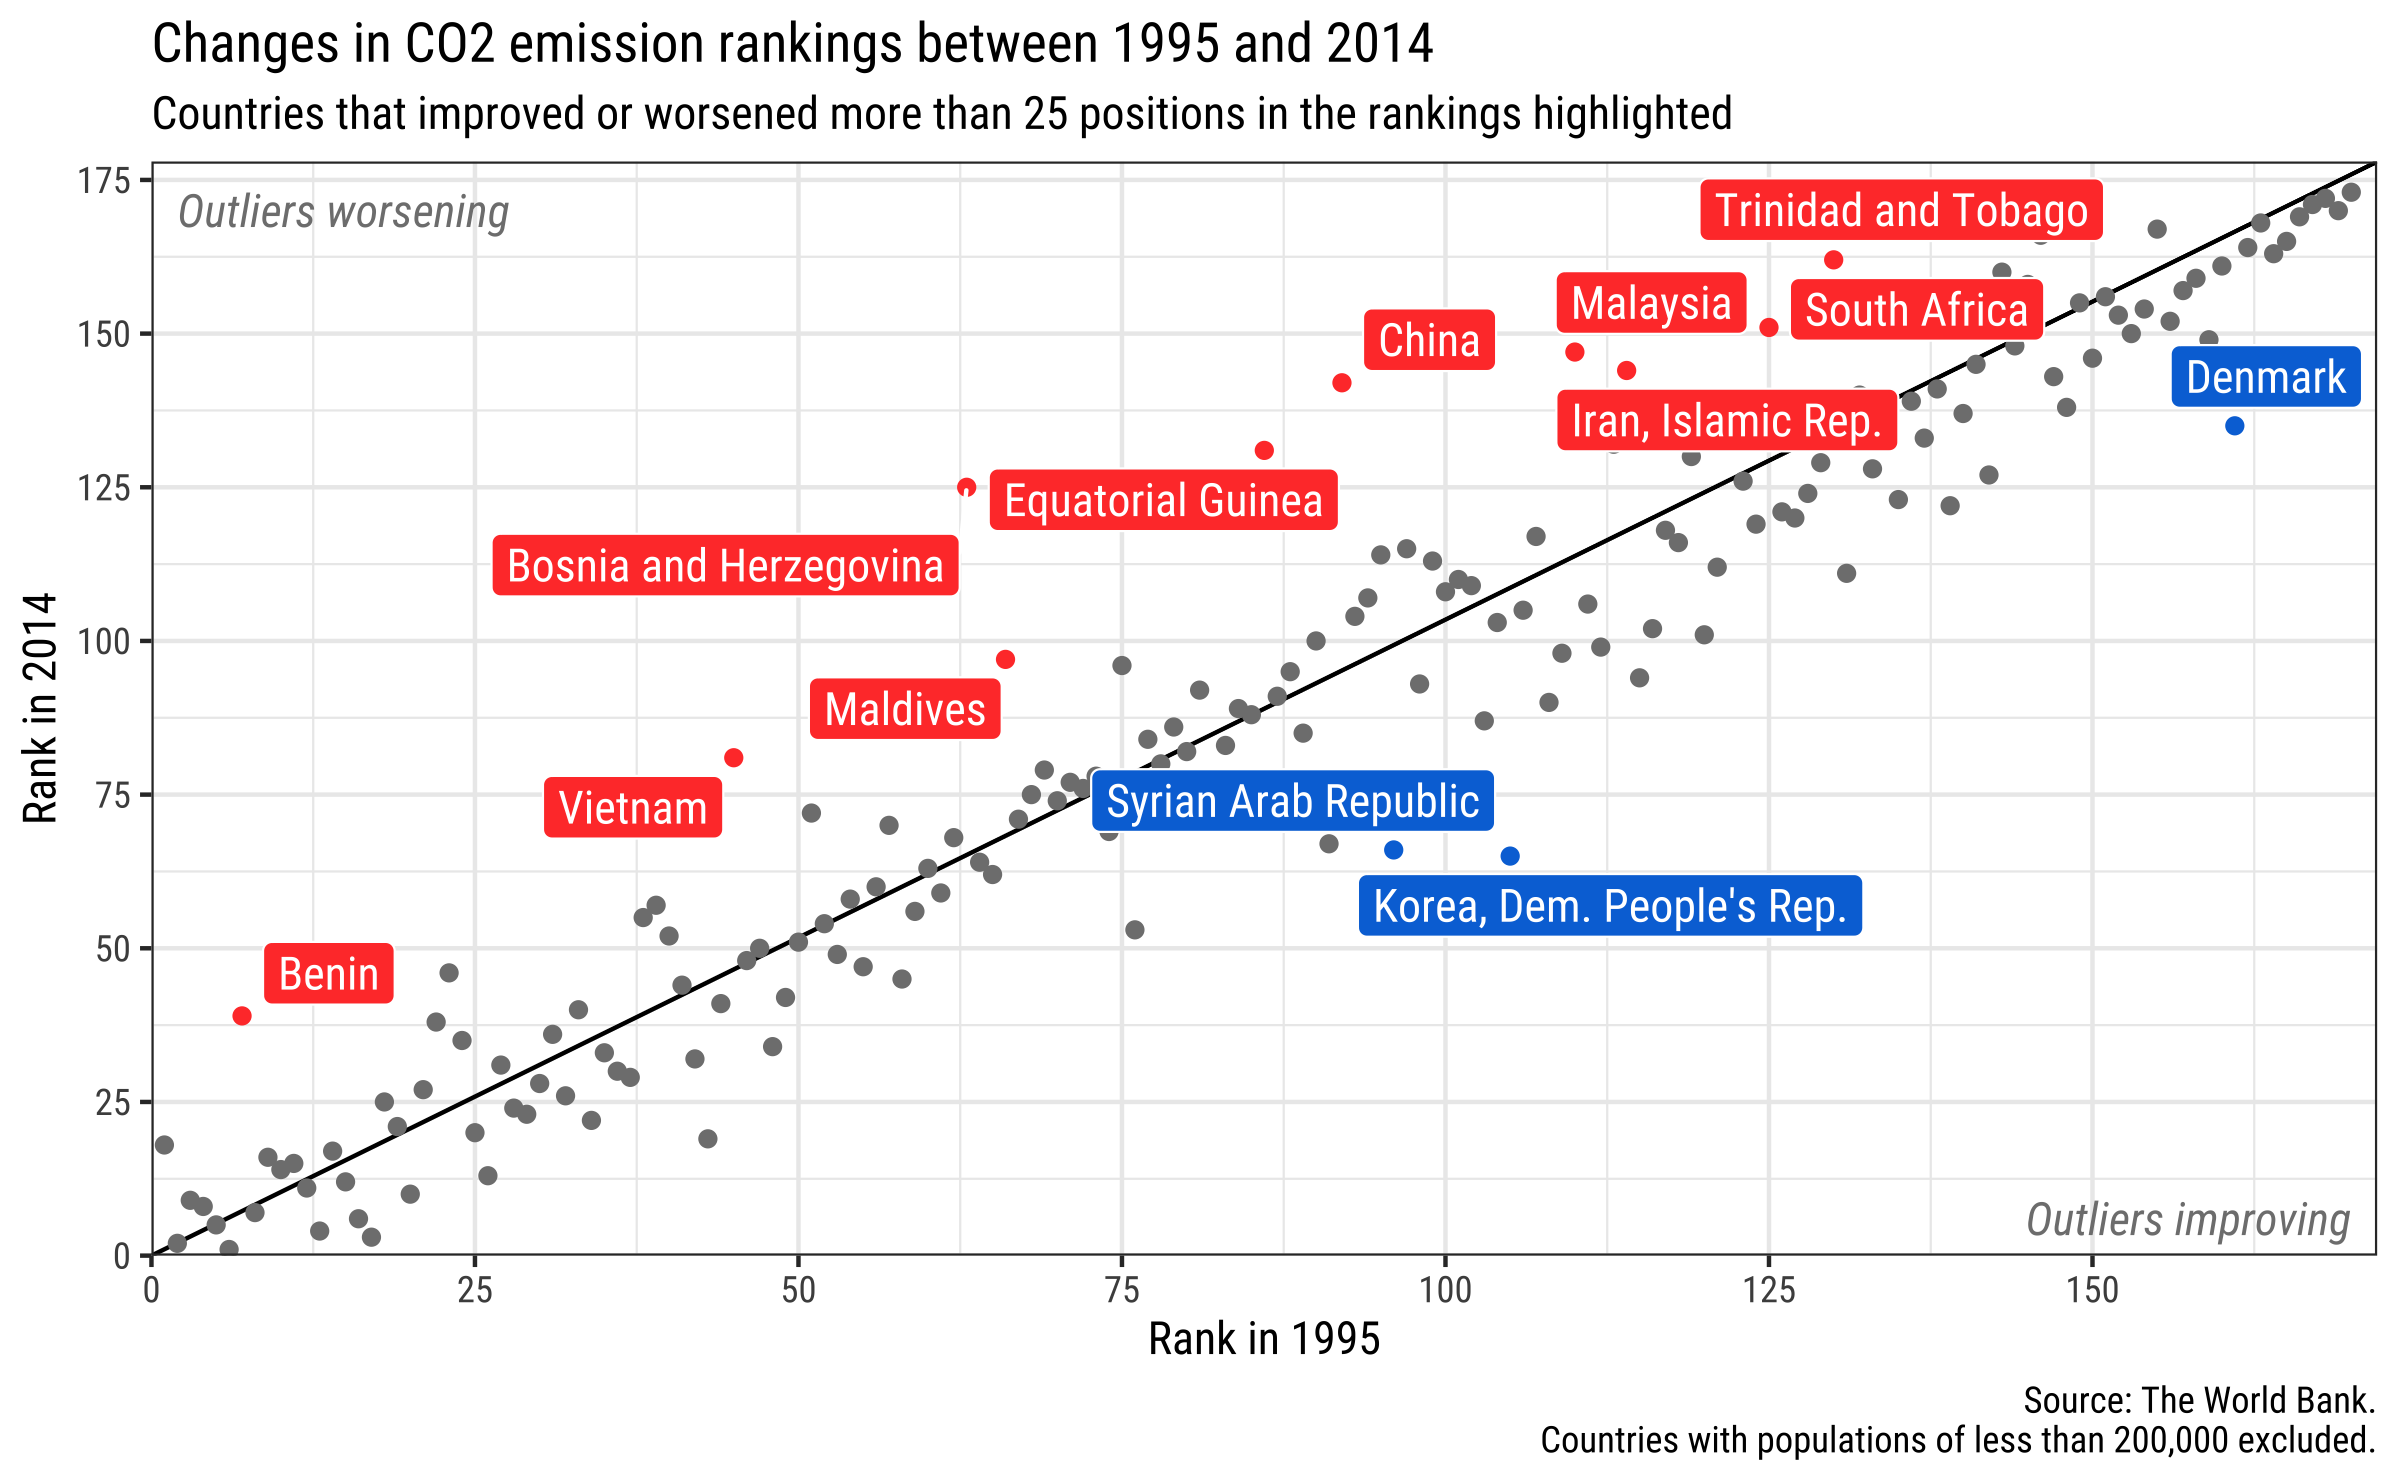 Changes in CO2 emission rankings between 1995 and 2014
Countries that improved or worsened more than 25 positions in the rankings highlighted
Rank in 2014
175
150
125
100
75
50
25
0
Outliers worsening
Trinidad and Tobago
Malaysia
South Africa
China
Denmark
Iran, Islamic Rep.
Equatorial Guinea
Bosnia and Herzegovina
Maldives
Vietnam
Syrian Arab Republic
Korea, Dem. People's Rep.
Benin
Outliers improving
0 25 50 75 100 125 150
Rank in 1995
Source: The World Bank.
Countries with populations of less than 200,000 excluded.